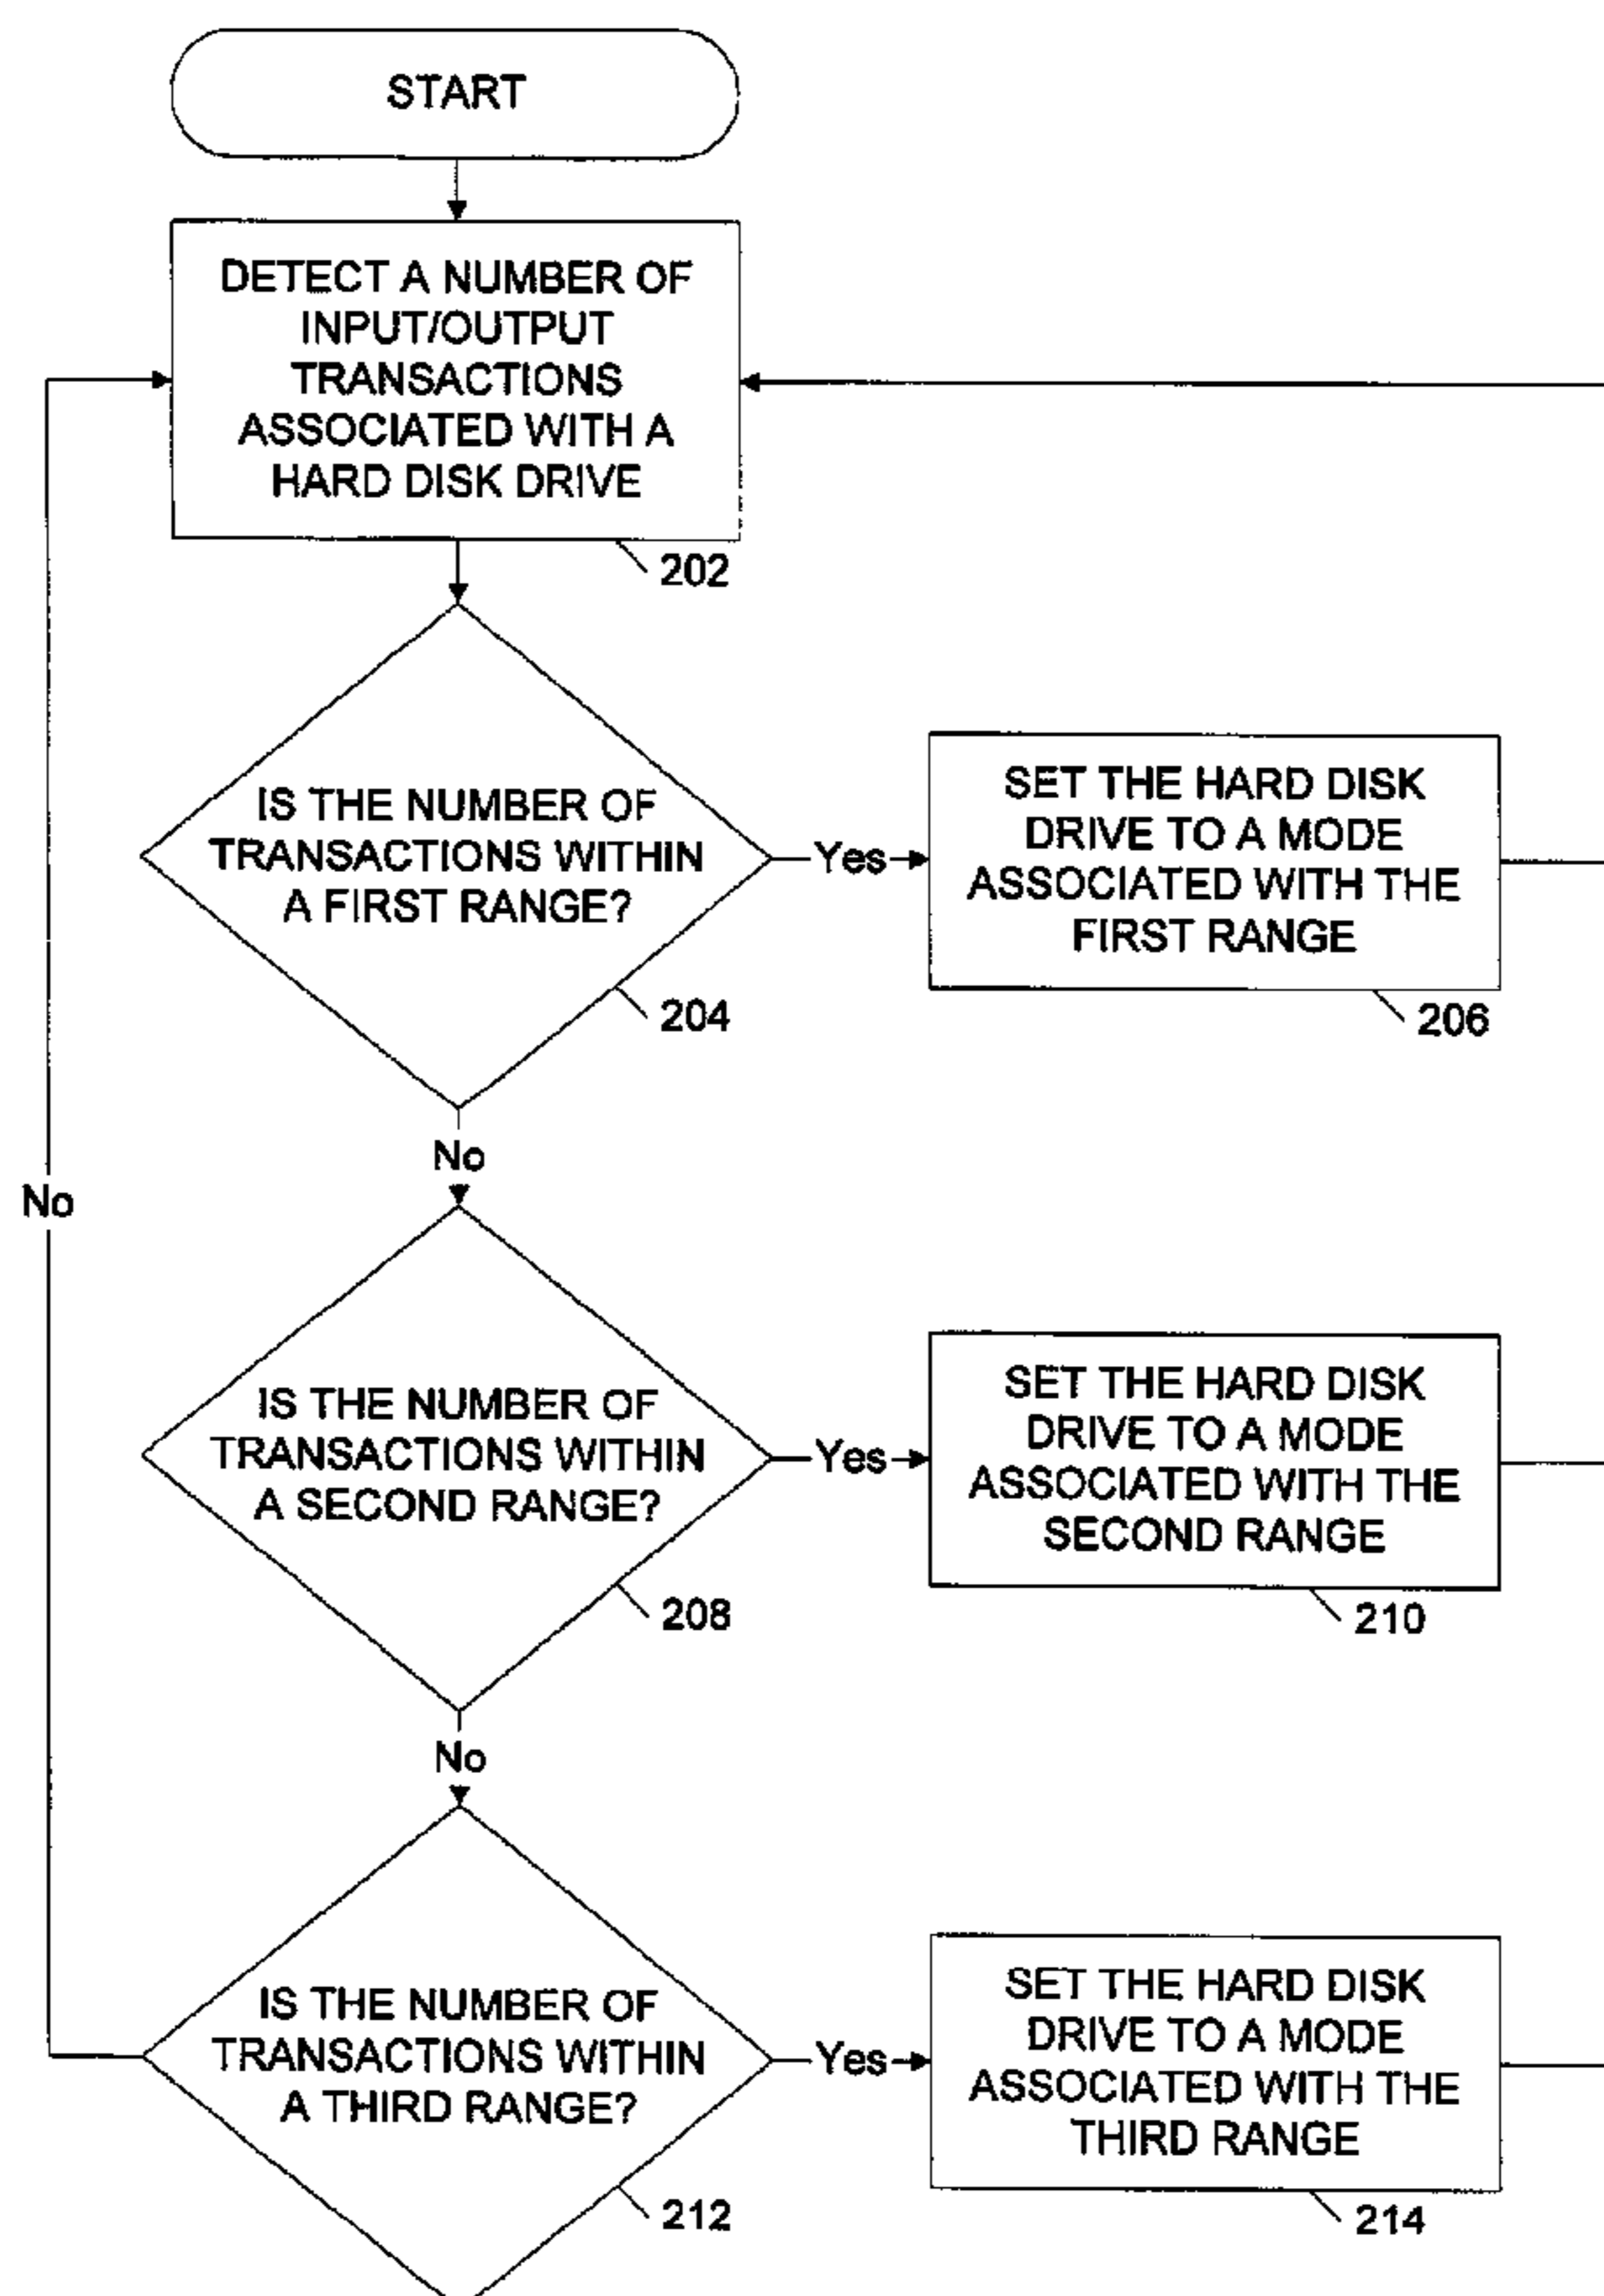 START
DETECT A NUMBER OF
INPUT/OUTPUT
TRANSACTIONS
ASSOCIATED WITH A
HARD DISK DRIVE
202
IS THE NUMBER OF
TRANSACTIONS WITHIN
A FIRST RANGE?
204
Yes
SET THE HARD DISK
DRIVE TO A MODE
ASSOCIATED WITH THE
FIRST RANGE
206
No
No
IS THE NUMBER OF
TRANSACTIONS WITHIN
A SECOND RANGE?
208
Yes
SET THE HARD DISK
DRIVE TO A MODE
ASSOCIATED WITH THE
SECOND RANGE
210
No
IS THE NUMBER OF
TRANSACTIONS WITHIN
A THIRD RANGE?
212
Yes
SET THE HARD DISK
DRIVE TO A MODE
ASSOCIATED WITH THE
THIRD RANGE
214